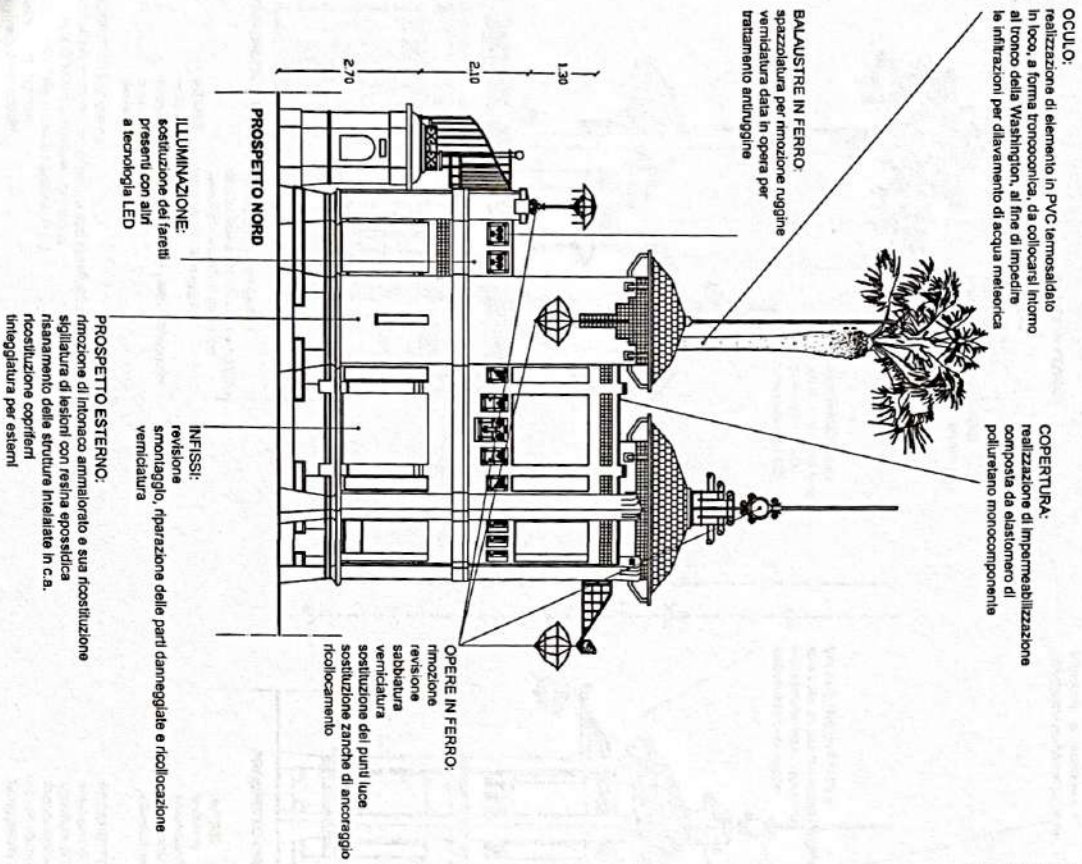 OCULO:
realizzazione di elemento in PVC termosaldato
in loco, a forma troncoconica, da collocarsi intorno
al tronco della Washington, al fine di impedire
le infiltrazioni per dilavamento di acqua meteorica
COPERTURA:
realizzazione di impermeabilizzazione
composta da elastomero di
poliuretano monocomponente
BALAUSTRE IN FERRO:
spazzolatura per rimozione ruggine
verniciatura data in opera per
trattamento antiruggine
1.30
2.10
2.70
OPERE IN FERRO:
rimozione
revisione
sabbiatura
verniciatura
sostituzione dei punti luce
sostituzione zanche di ancoraggio
ricollocamento
PROSPETTO NORD
ILLUMINAZIONE:
sostituzione dei faretti
presenti con altri
a tecnologia LED
INFISSI:
revisione
smontaggio, riparazione delle parti danneggiate e ricollocazione
verniciatura
PROSPETTO ESTERNO:
rimozione di intonaco ammalorato e sua ricostituzione
sigillatura di lesioni con resina epossidica
risanamento delle strutture intelaiate in c.a.
ricostituzione copriferri
tinteggiatura per esterni